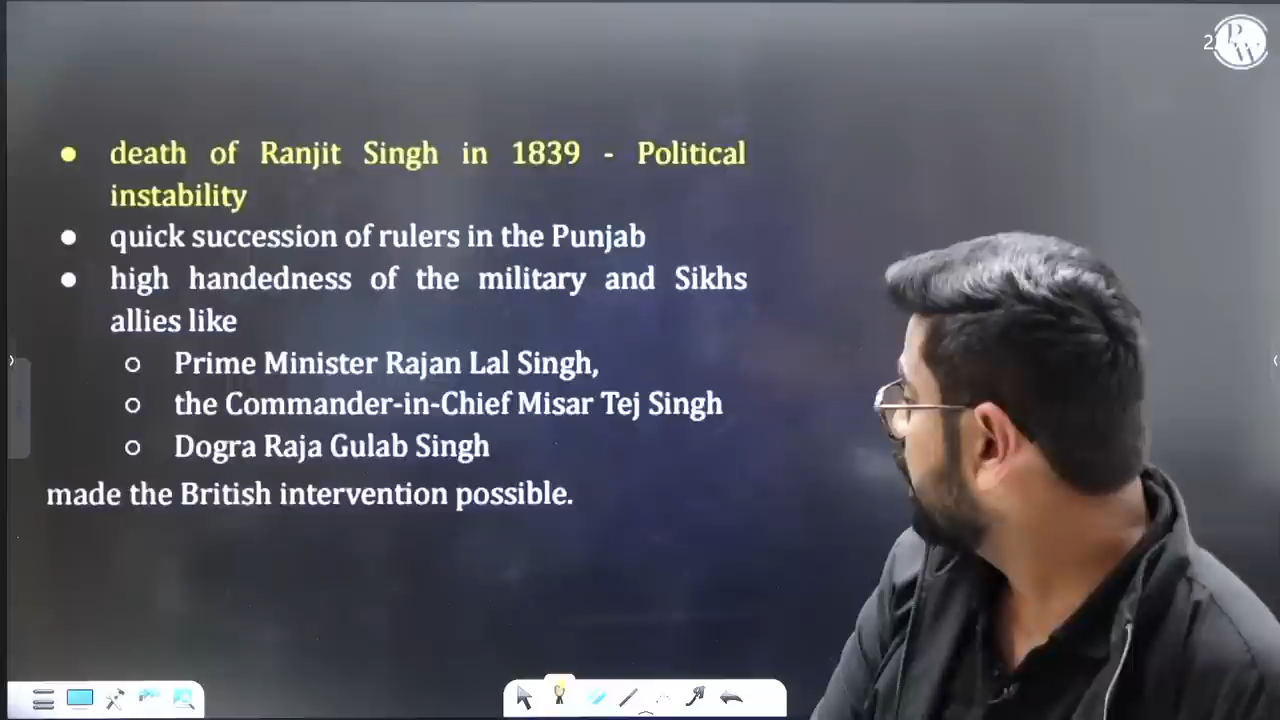 2
PW
● death of Ranjit Singh in 1839 - Political
instability
● quick succession of rulers in the Punjab
● high handedness of the military and Sikhs
allies like
○ Prime Minister Rajan Lal Singh,
○ the Commander-in-Chief Misar Tej Singh
○ Dogra Raja Gulab Singh
made the British intervention possible.